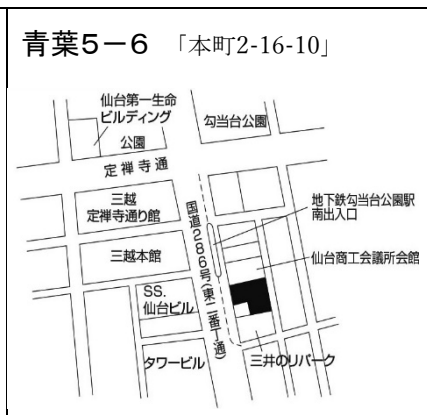 青葉5−6 「本町2-16-10」
仙台第一生命
ビルディング
公園
勾当台公園
定禅寺通
三越
定禅寺通り館
地下鉄勾当台公園駅
南出入口
国道286号(東二番丁通)
三越本館
仙台商工会議所会館
SS.
仙台ビル
タワービル
三井のリパーク